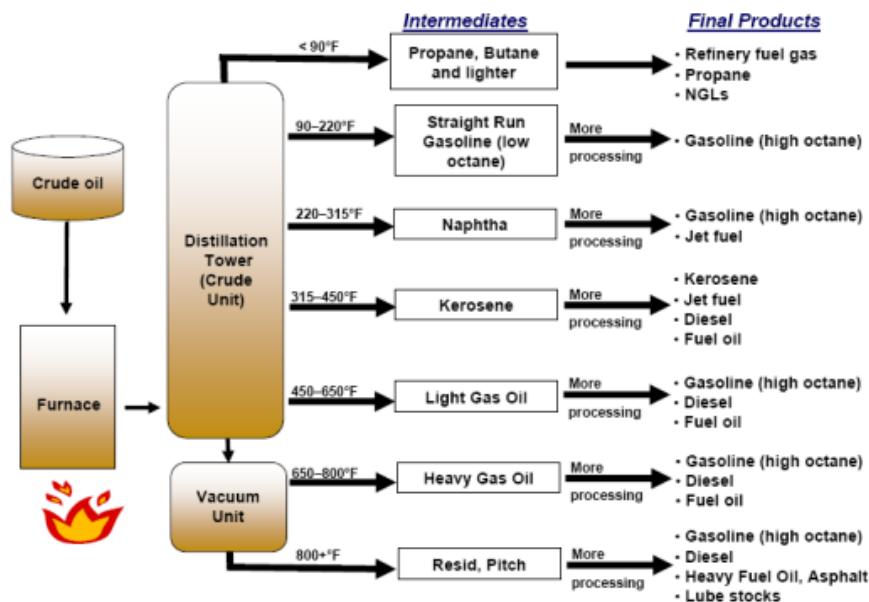 Intermediates
Final Products
< 90°F
Propane, Butane
and lighter
• Refinery fuel gas
• Propane
• NGLs
90–220°F
Straight Run
Gasoline (low
octane)
More
processing
• Gasoline (high octane)
Crude oil
220–315°F
Naphtha
More
processing
• Gasoline (high octane)
• Jet fuel
Distillation
Tower
(Crude
Unit)
315–450°F
Kerosene
More
processing
• Kerosene
• Jet fuel
• Diesel
• Fuel oil
Furnace
450–650°F
Light Gas Oil
More
processing
• Gasoline (high octane)
• Diesel
• Fuel oil
Vacuum
Unit
650–800°F
Heavy Gas Oil
More
processing
• Gasoline (high octane)
• Diesel
• Fuel oil
800+°F
Resid, Pitch
More
processing
• Gasoline (high octane)
• Diesel
• Heavy Fuel Oil, Asphalt
• Lube stocks